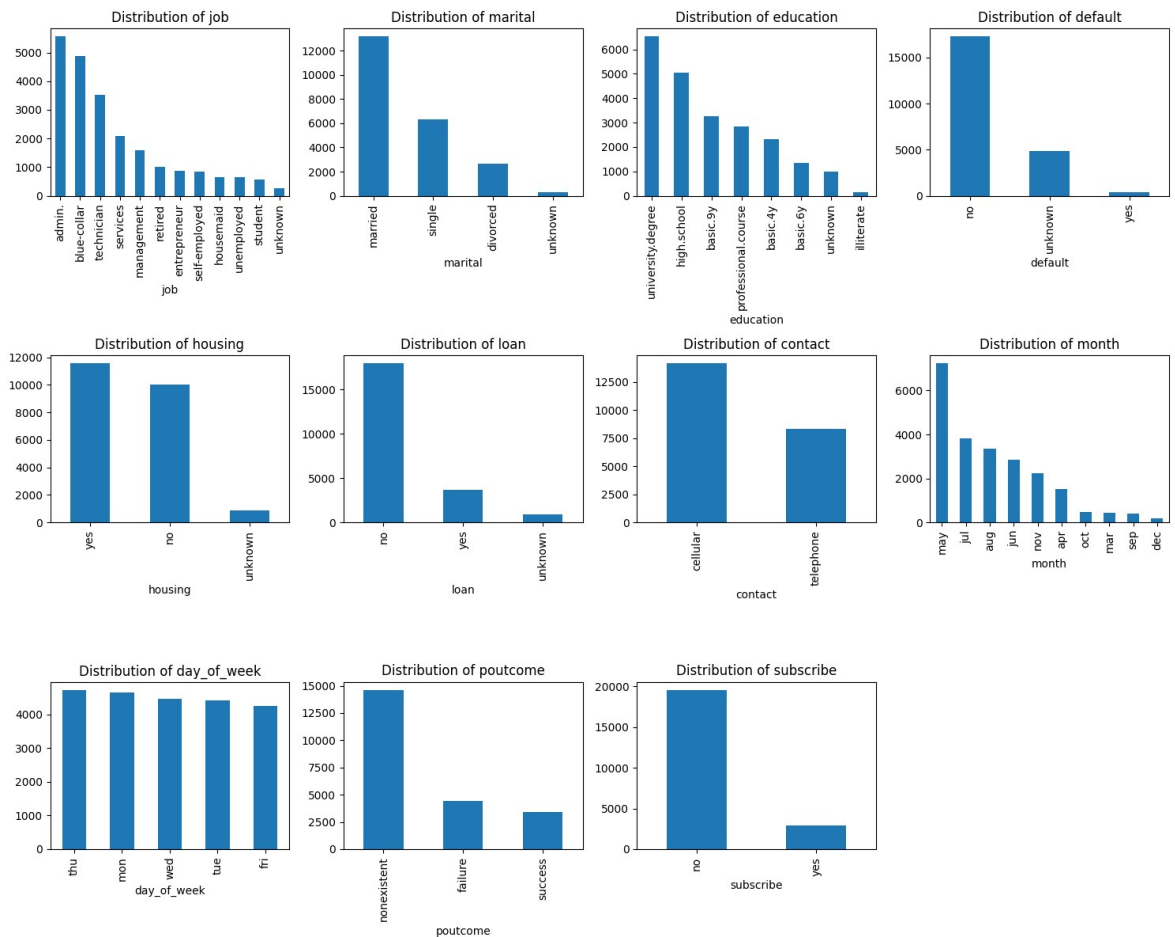 Distribution of job
5000
4000
3000
2000
1000
0
admin.
blue-collar
technician
services
management
retired
entrepreneur
self-employed
housemaid
unemployed
student
unknown
job
Distribution of marital
12000
10000
8000
6000
4000
2000
0
married
single
divorced
unknown
marital
Distribution of education
6000
5000
4000
3000
2000
1000
0
university.degree
high.school
basic.9y
professional.course
basic.4y
basic.6y
unknown
illiterate
education
Distribution of default
15000
10000
5000
0
no
unknown
yes
default
Distribution of housing
12000
10000
8000
6000
4000
2000
0
yes
no
unknown
housing
Distribution of loan
15000
10000
5000
0
no
yes
unknown
loan
Distribution of contact
12500
10000
7500
5000
2500
0
cellular
telephone
contact
Distribution of month
6000
4000
2000
0
may
jul
aug
jun
nov
apr
oct
mar
sep
dec
month
Distribution of day_of_week
4000
3000
2000
1000
0
thu
mon
wed
tue
fri
day_of_week
Distribution of poutcome
15000
12500
10000
7500
5000
2500
0
nonexistent
failure
success
poutcome
Distribution of subscribe
20000
15000
10000
5000
0
no
yes
subscribe